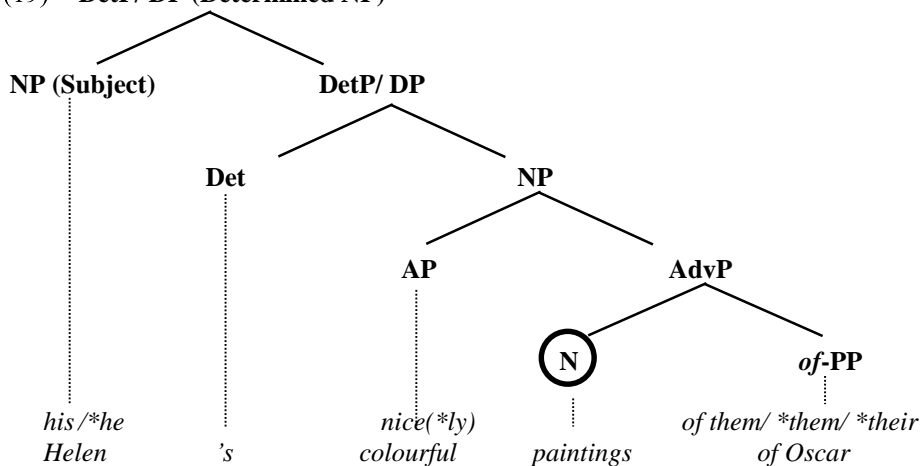 (19) DetP/ DP (Determined NP)
NP (Subject) DetP/ DP
Det NP
AP AdvP
N of-PP
his /*he nice(*ly) of them/ *them/ *their
Helen 's colourful paintings of Oscar